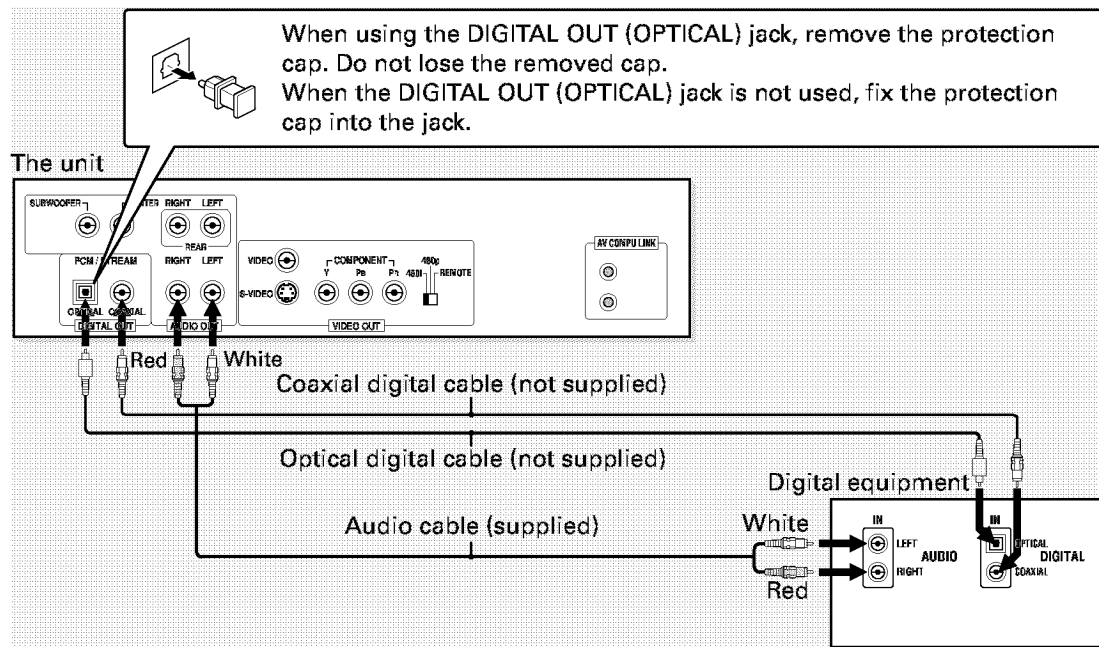 When using the DIGITAL OUT (OPTICAL) jack, remove the protection
cap. Do not lose the removed cap.
When the DIGITAL OUT (OPTICAL) jack is not used, fix the protection
cap into the jack.
The unit
SUBWOOFER
RIGHT LEFT
REAR
PCM / STREAM
RIGHT LEFT
VIDEO
S-VIDEO
COMPONENT
Y PB PR
480p
480i REMOTE
AV COMPU LINK
DIGITAL OUT
AUDIO OUT
VIDEO OUT
Red
White
Coaxial digital cable (not supplied)
Optical digital cable (not supplied)
Digital equipment
Audio cable (supplied)
White
Red
IN
LEFT
RIGHT
AUDIO
IN
OPTICAL
COAXIAL
DIGITAL